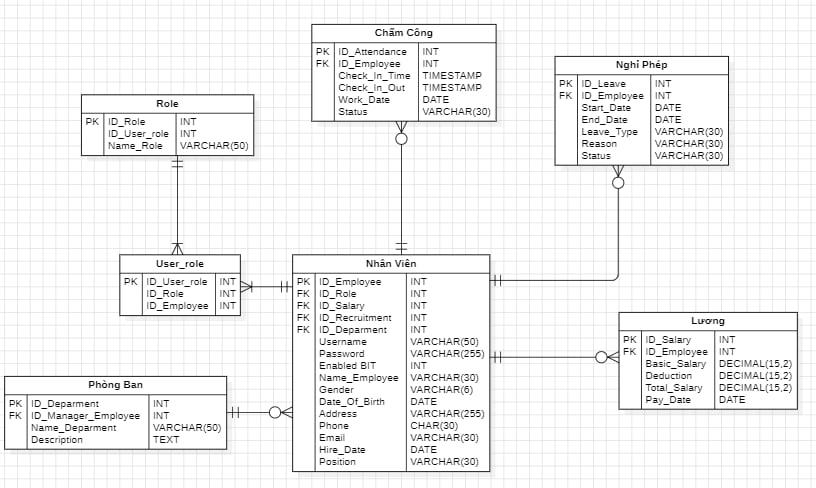 Chấm Công
PK ID_Attendance INT
FK ID_Employee INT
Check_In_Time TIMESTAMP
Check_In_Out TIMESTAMP
Work_Date DATE
Status VARCHAR(30)
Nghỉ Phép
PK ID_Leave INT
FK ID_Employee INT
Start_Date DATE
End_Date DATE
Leave_Type VARCHAR(30)
Reason VARCHAR(30)
Status VARCHAR(30)
Role
PK ID_Role INT
ID_User_role INT
Name_Role VARCHAR(50)
User_role
PK ID_User_role INT
ID_Role INT
ID_Employee INT
Nhân Viên
PK ID_Employee INT
FK ID_Role INT
FK ID_Salary INT
FK ID_Recruitment INT
FK ID_Deparment INT
Username VARCHAR(50)
Password VARCHAR(255)
Enabled BIT INT
Name_Employee VARCHAR(30)
Gender VARCHAR(6)
Date_Of_Birth DATE
Address VARCHAR(255)
Phone CHAR(30)
Email VARCHAR(30)
Hire_Date DATE
Position VARCHAR(30)
Lương
PK ID_Salary INT
FK ID_Employee INT
Basic_Salary DECIMAL(15,2)
Deduction DECIMAL(15,2)
Total_Salary DECIMAL(15,2)
Pay_Date DATE
Phòng Ban
PK ID_Deparment INT
FK ID_Manager_Employee INT
Name_Deparment VARCHAR(50)
Description TEXT